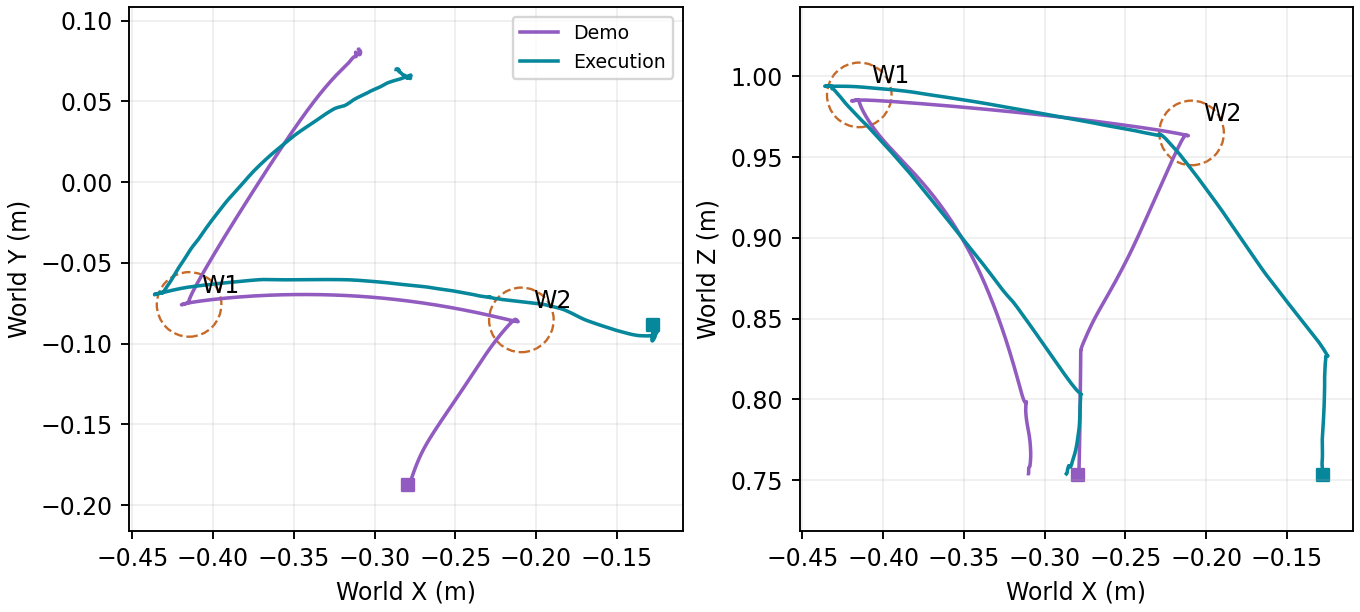 0.10
0.05
0.00
−0.05
−0.10
−0.15
−0.20
World Y (m)
−0.45 −0.40 −0.35 −0.30 −0.25 −0.20 −0.15
World X (m)
Demo
Execution
W1
W2
1.00
0.95
0.90
0.85
0.80
0.75
World Z (m)
−0.45 −0.40 −0.35 −0.30 −0.25 −0.20 −0.15
World X (m)
W1
W2